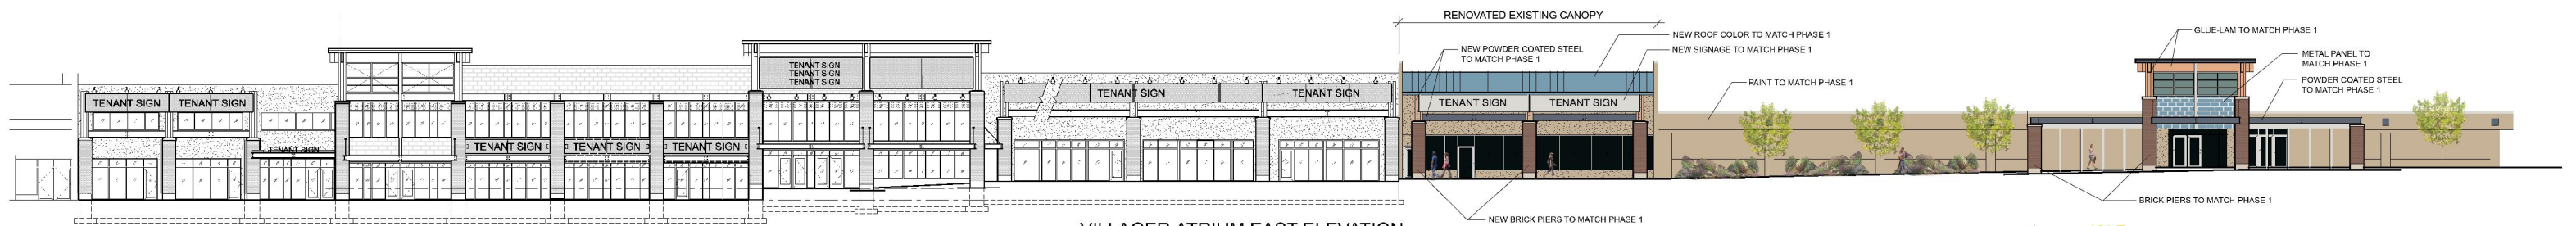 RENOVATED EXISTING CANOPY
NEW POWDER COATED STEEL
TO MATCH PHASE 1
NEW ROOF COLOR TO MATCH PHASE 1
NEW SIGNAGE TO MATCH PHASE 1
PAINT TO MATCH PHASE 1
GLUE-LAM TO MATCH PHASE 1
METAL PANEL TO
MATCH PHASE 1
POWDER COATED STEEL
TO MATCH PHASE 1
TENANT SIGN
TENANT SIGN
TENANT SIGN
TENANT SIGN
TENANT SIGN
TENANT SIGN
TENANT SIGN
TENANT SIGN
TENANT SIGN
TENANT SIGN
TENANT SIGN
TENANT SIGN
TENANT SIGN
NEW BRICK PIERS TO MATCH PHASE 1
BRICK PIERS TO MATCH PHASE 1
VILLAGER ATRIUM EAST ELEVATION